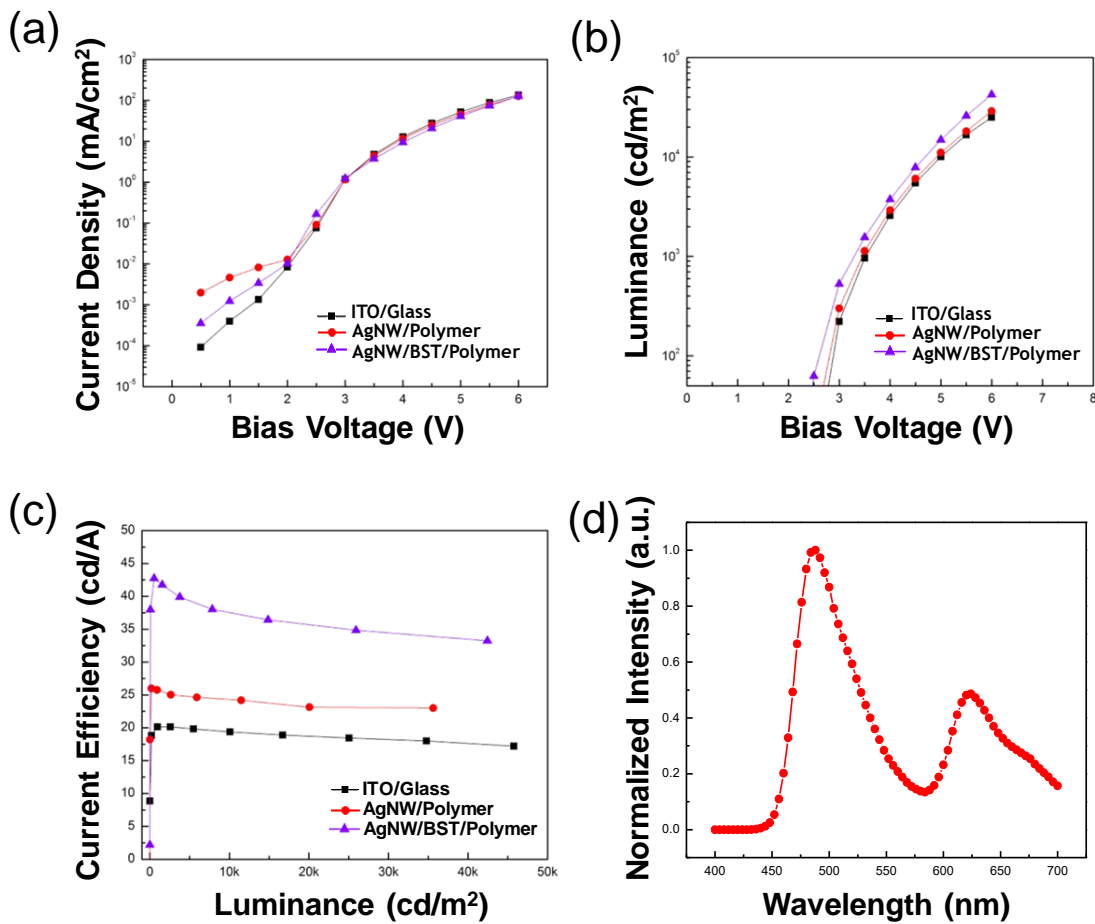 (a)
Current Density (mA/cm²)
10³
10²
10¹
10⁰
10⁻¹
10⁻²
10⁻³
10⁻⁴
10⁻⁵
ITO/Glass
AgNW/Polymer
AgNW/BST/Polymer
0 1 2 3 4 5 6
Bias Voltage (V)
(b)
Luminance (cd/m²)
10⁵
10⁴
10³
10²
ITO/Glass
AgNW/Polymer
AgNW/BST/Polymer
0 1 2 3 4 5 6 7 8
Bias Voltage (V)
(c)
Current Efficiency (cd/A)
50
45
40
35
30
25
20
15
10
5
0
ITO/Glass
AgNW/Polymer
AgNW/BST/Polymer
0 10k 20k 30k 40k 50k
Luminance (cd/m²)
(d)
Normalized Intensity (a.u.)
1.0
0.8
0.6
0.4
0.2
0.0
400 450 500 550 600 650 700
Wavelength (nm)